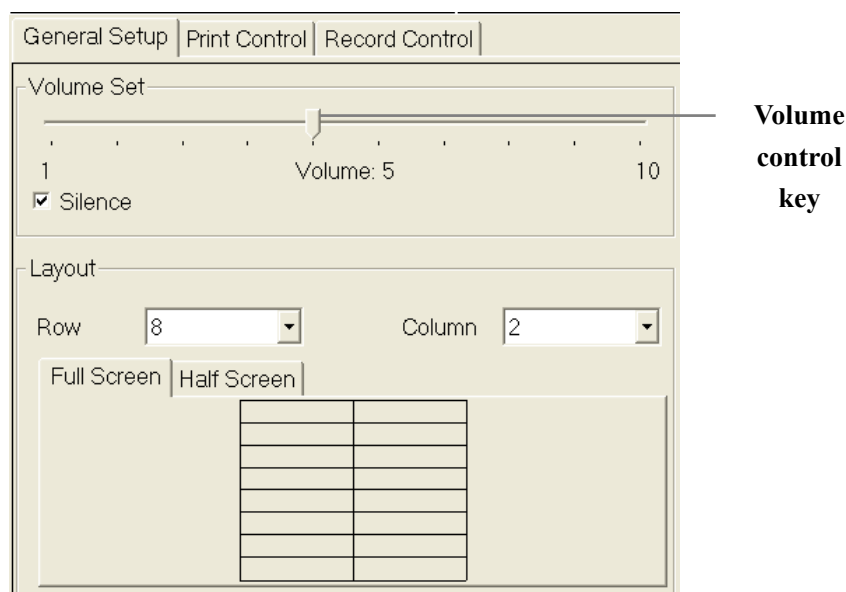 General Setup Print Control Record Control
Volume Set
1 Volume: 5 10
Silence
Volume
control
key
Layout
Row 8 Column 2
Full Screen Half Screen